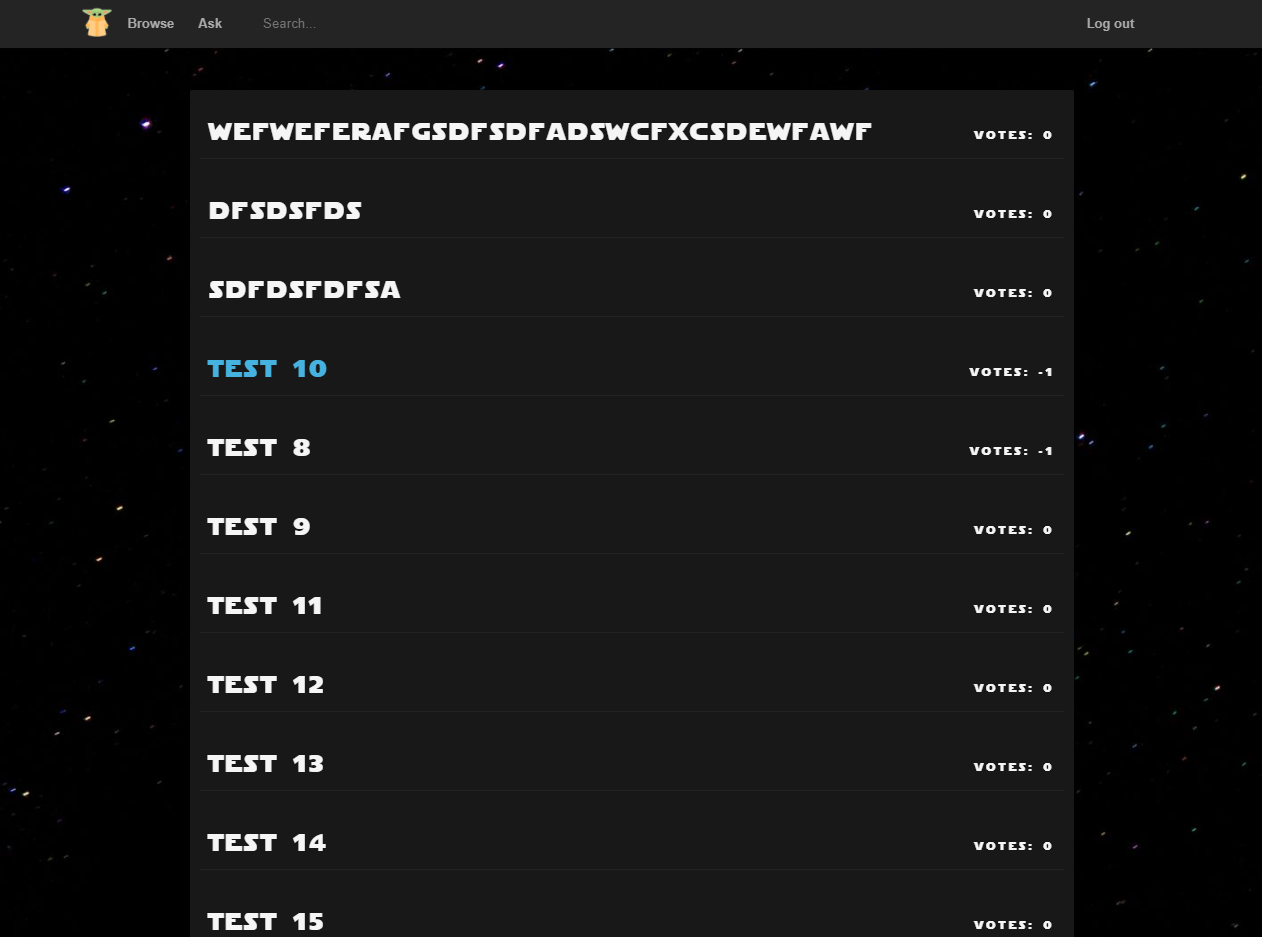 Browse Ask Search... Log out
WEFWEFERAFGSDFSDFADSWCFXCSDEWFAWF VOTES: 0
DFSDSFDS VOTES: 0
SDFDSFDFSA VOTES: 0
TEST 10 VOTES: -1
TEST 8 VOTES: -1
TEST 9 VOTES: 0
TEST 11 VOTES: 0
TEST 12 VOTES: 0
TEST 13 VOTES: 0
TEST 14 VOTES: 0
TEST 15 VOTES: 0